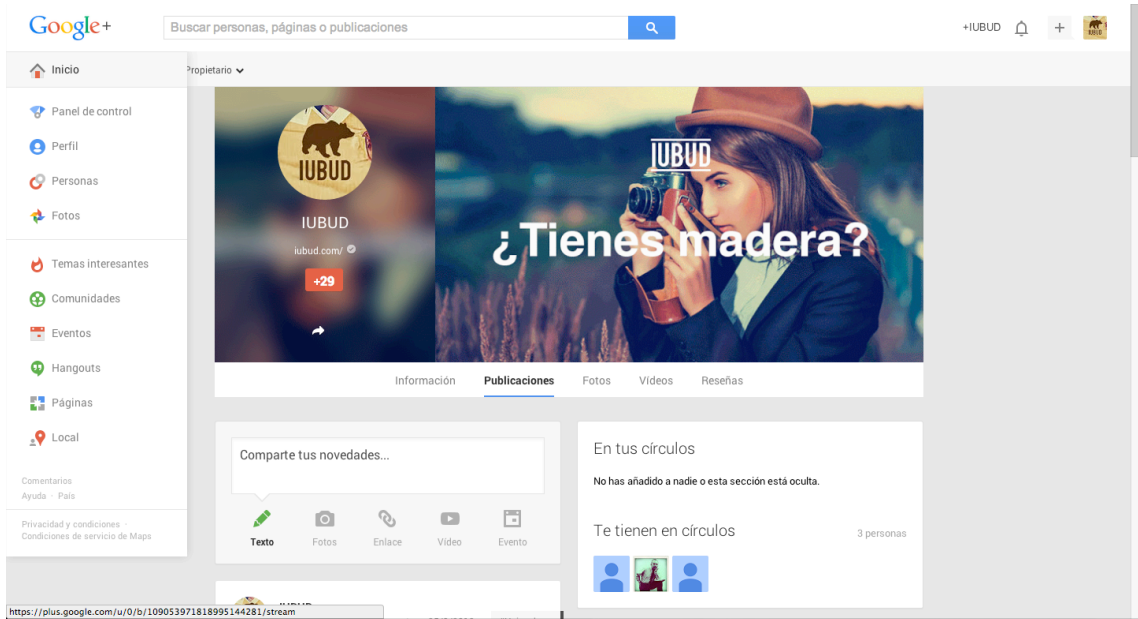 Google+
Buscar personas, páginas o publicaciones
+IUBUD
IUBUD
Inicio
Propietario
Panel de control
Perfil
Personas
Fotos
Temas interesantes
Comunidades
Eventos
Hangouts
Páginas
Local
Comentarios
Ayuda · País
Privacidad y condiciones ·
Condiciones de servicio de Maps
IUBUD
IUBUD
iubud.com/
+29
IUBUD
¿Tienes madera?
Información Publicaciones Fotos Vídeos Reseñas
Comparte tus novedades...
Texto Fotos Enlace Vídeo Evento
En tus círculos
No has añadido a nadie o esta sección está oculta.
Te tienen en círculos 3 personas
https://plus.google.com/u/0/b/109053971818995144281/stream